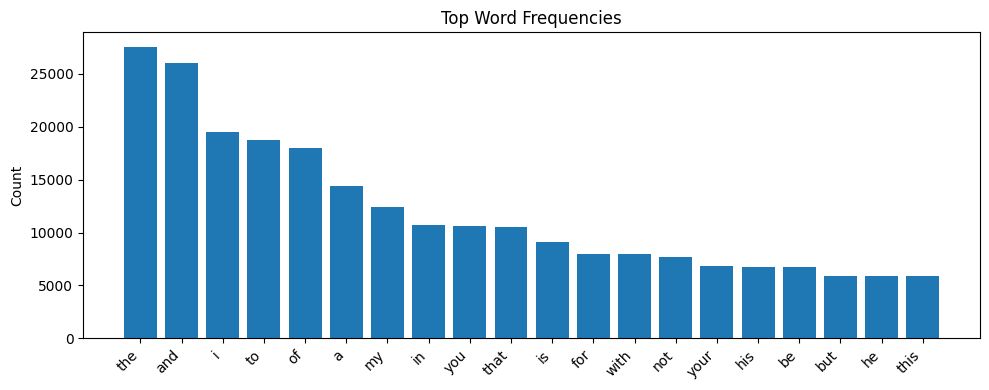 Top Word Frequencies
Count
25000
20000
15000
10000
5000
0
the and i to of a my in you that is for with not your his be but he this